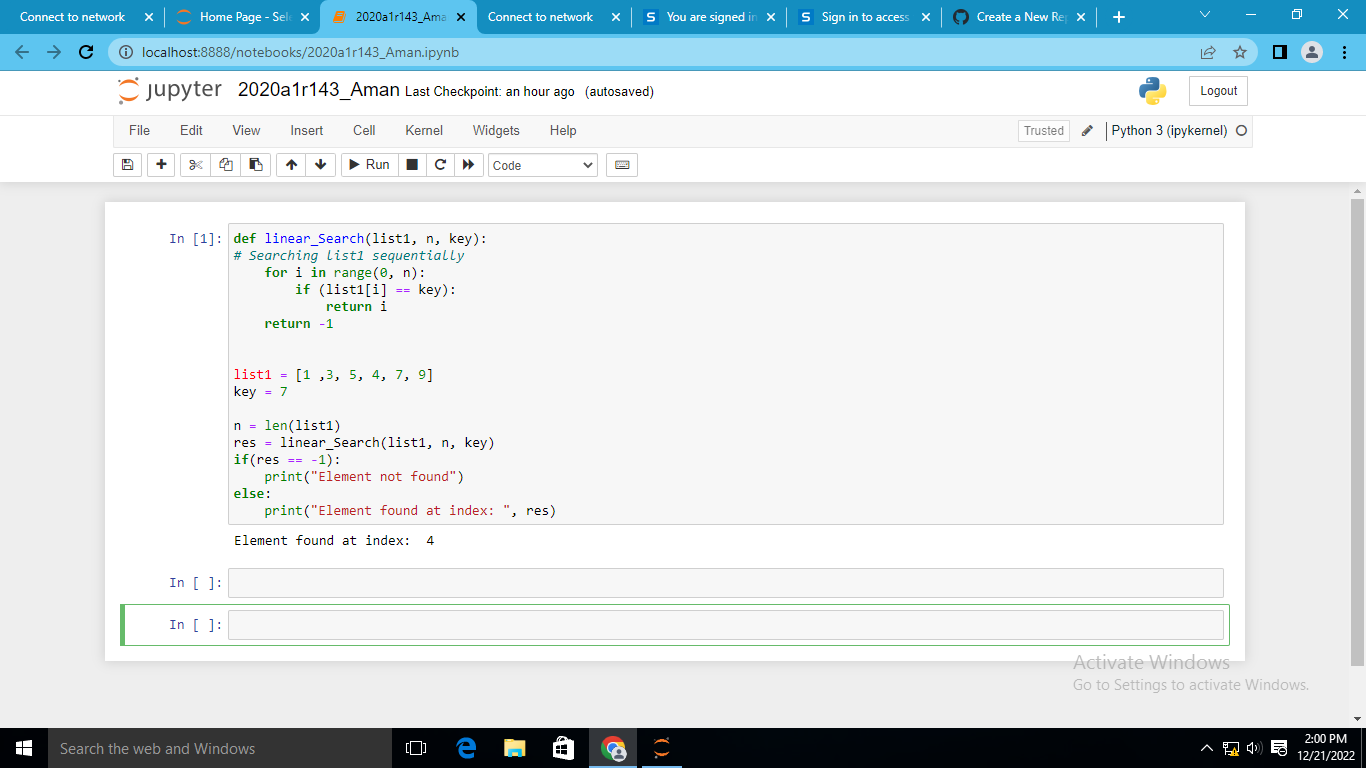 Connect to network
Home Page - Sel
2020a1r143_Ama
Connect to network
You are signed in
Sign in to access
Create a New Re
localhost:8888/notebooks/2020a1r143_Aman.ipynb
jupyter 2020a1r143_Aman Last Checkpoint: an hour ago (autosaved)
Logout
File Edit View Insert Cell Kernel Widgets Help
Trusted
Python 3 (ipykernel)
Run
Code
In [1]:
def linear_Search(list1, n, key):
# Searching list1 sequentially
    for i in range(0, n):
        if (list1[i] == key):
            return i
    return -1
list1 = [1 ,3, 5, 4, 7, 9]
key = 7
n = len(list1)
res = linear_Search(list1, n, key)
if(res == -1):
    print("Element not found")
else:
    print("Element found at index: ", res)
Element found at index:  4
In [ ]:
In [ ]:
Activate Windows
Go to Settings to activate Windows.
Search the web and Windows
2:00 PM
12/21/2022